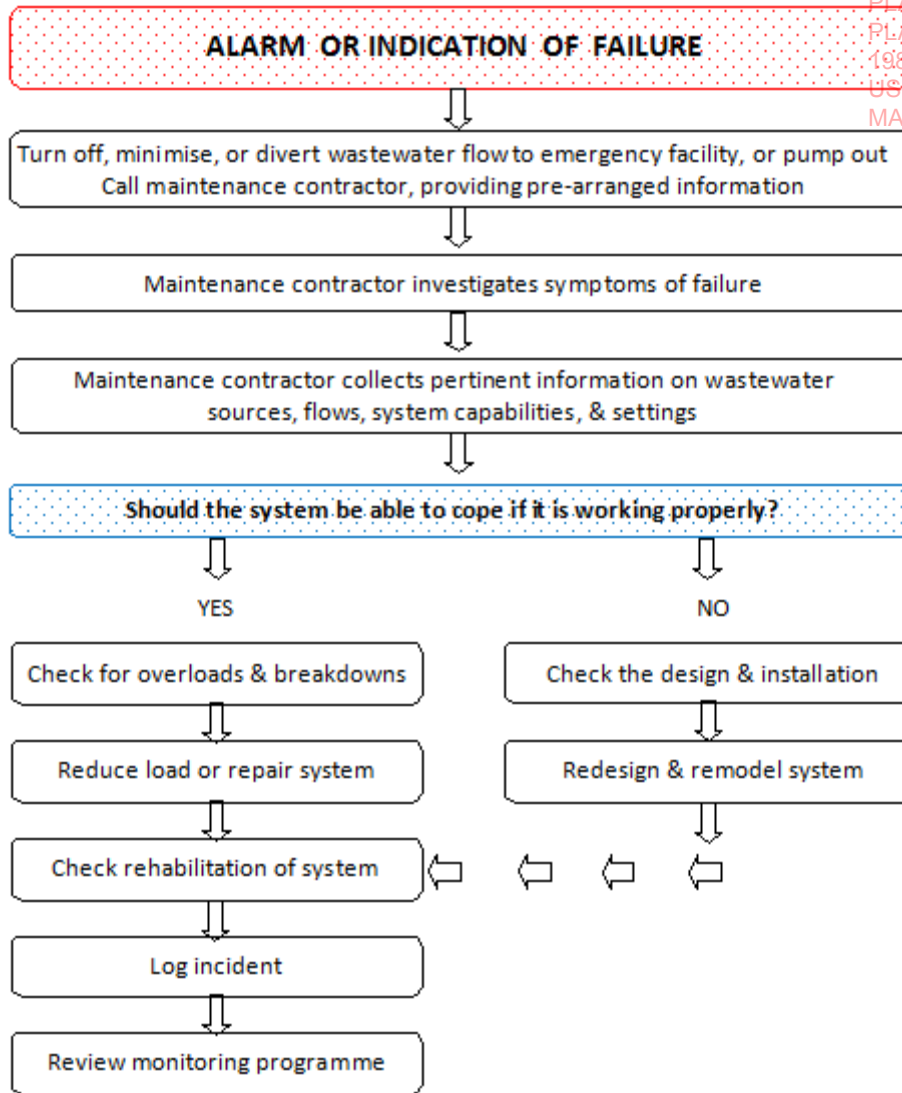 PLA
198
US
MA
ALARM OR INDICATION OF FAILURE
Turn off, minimise, or divert wastewater flow to emergency facility, or pump out
Call maintenance contractor, providing pre-arranged information
Maintenance contractor investigates symptoms of failure
Maintenance contractor collects pertinent information on wastewater
sources, flows, system capabilities, & settings
Should the system be able to cope if it is working properly?
YES
NO
Check for overloads & breakdowns
Check the design & installation
Reduce load or repair system
Redesign & remodel system
Check rehabilitation of system
Log incident
Review monitoring programme